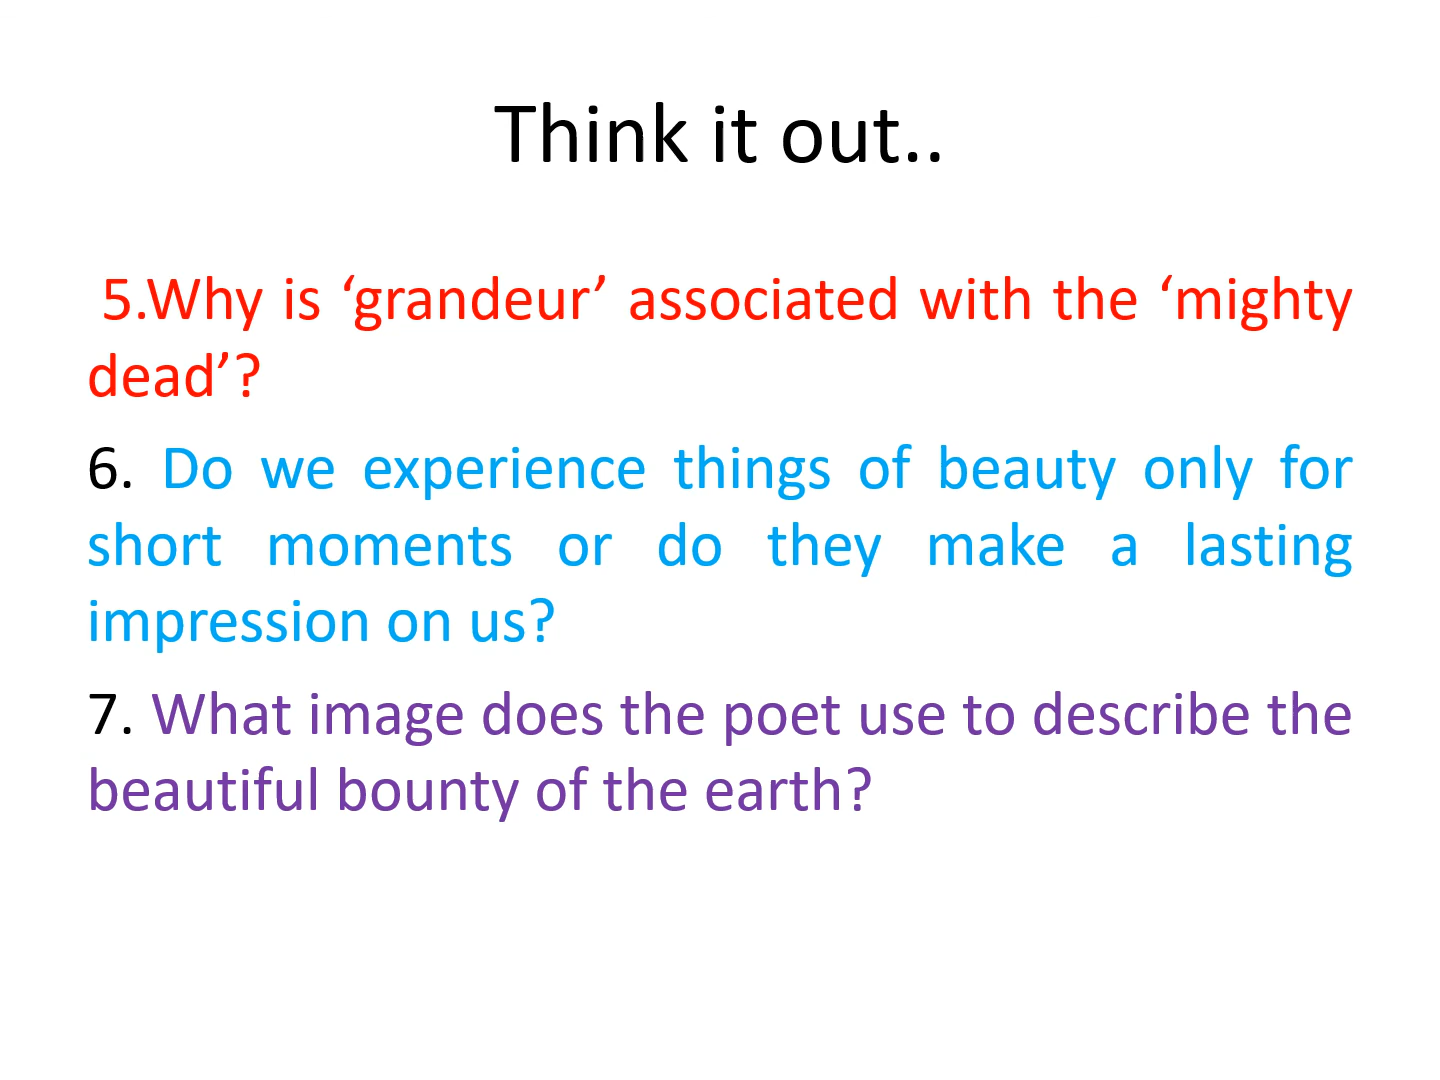 Think it out..
5.Why is ‘grandeur’ associated with the ‘mighty
dead’?
6. Do we experience things of beauty only for
short moments or do they make a lasting
impression on us?
7. What image does the poet use to describe the
beautiful bounty of the earth?